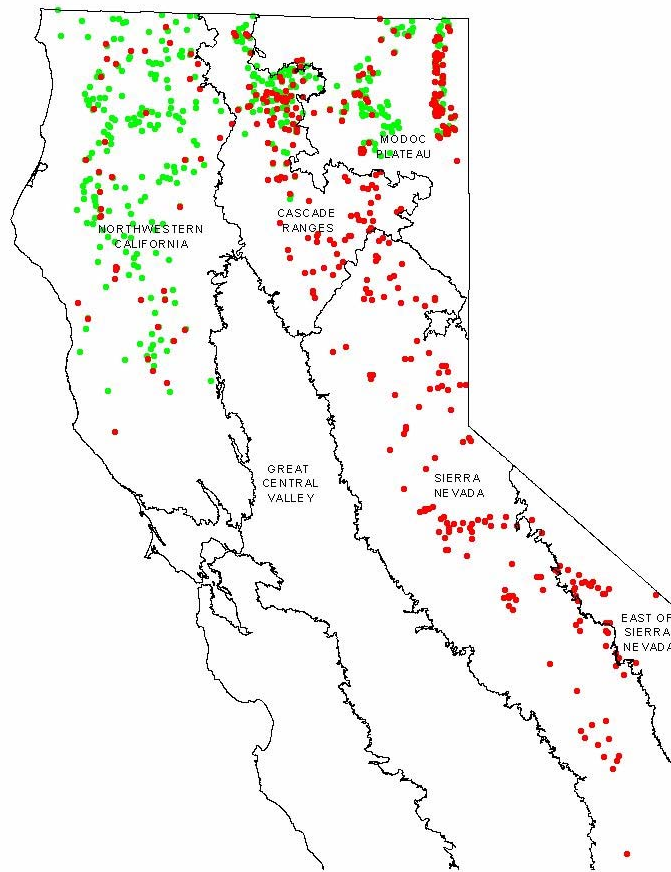 MODOC
PLATEAU
CASCADE
RANGES
NORTHWESTERN
CALIFORNIA
GREAT
CENTRAL
VALLEY
SIERRA
NEVADA
EAST OF
SIERRA
NEVADA